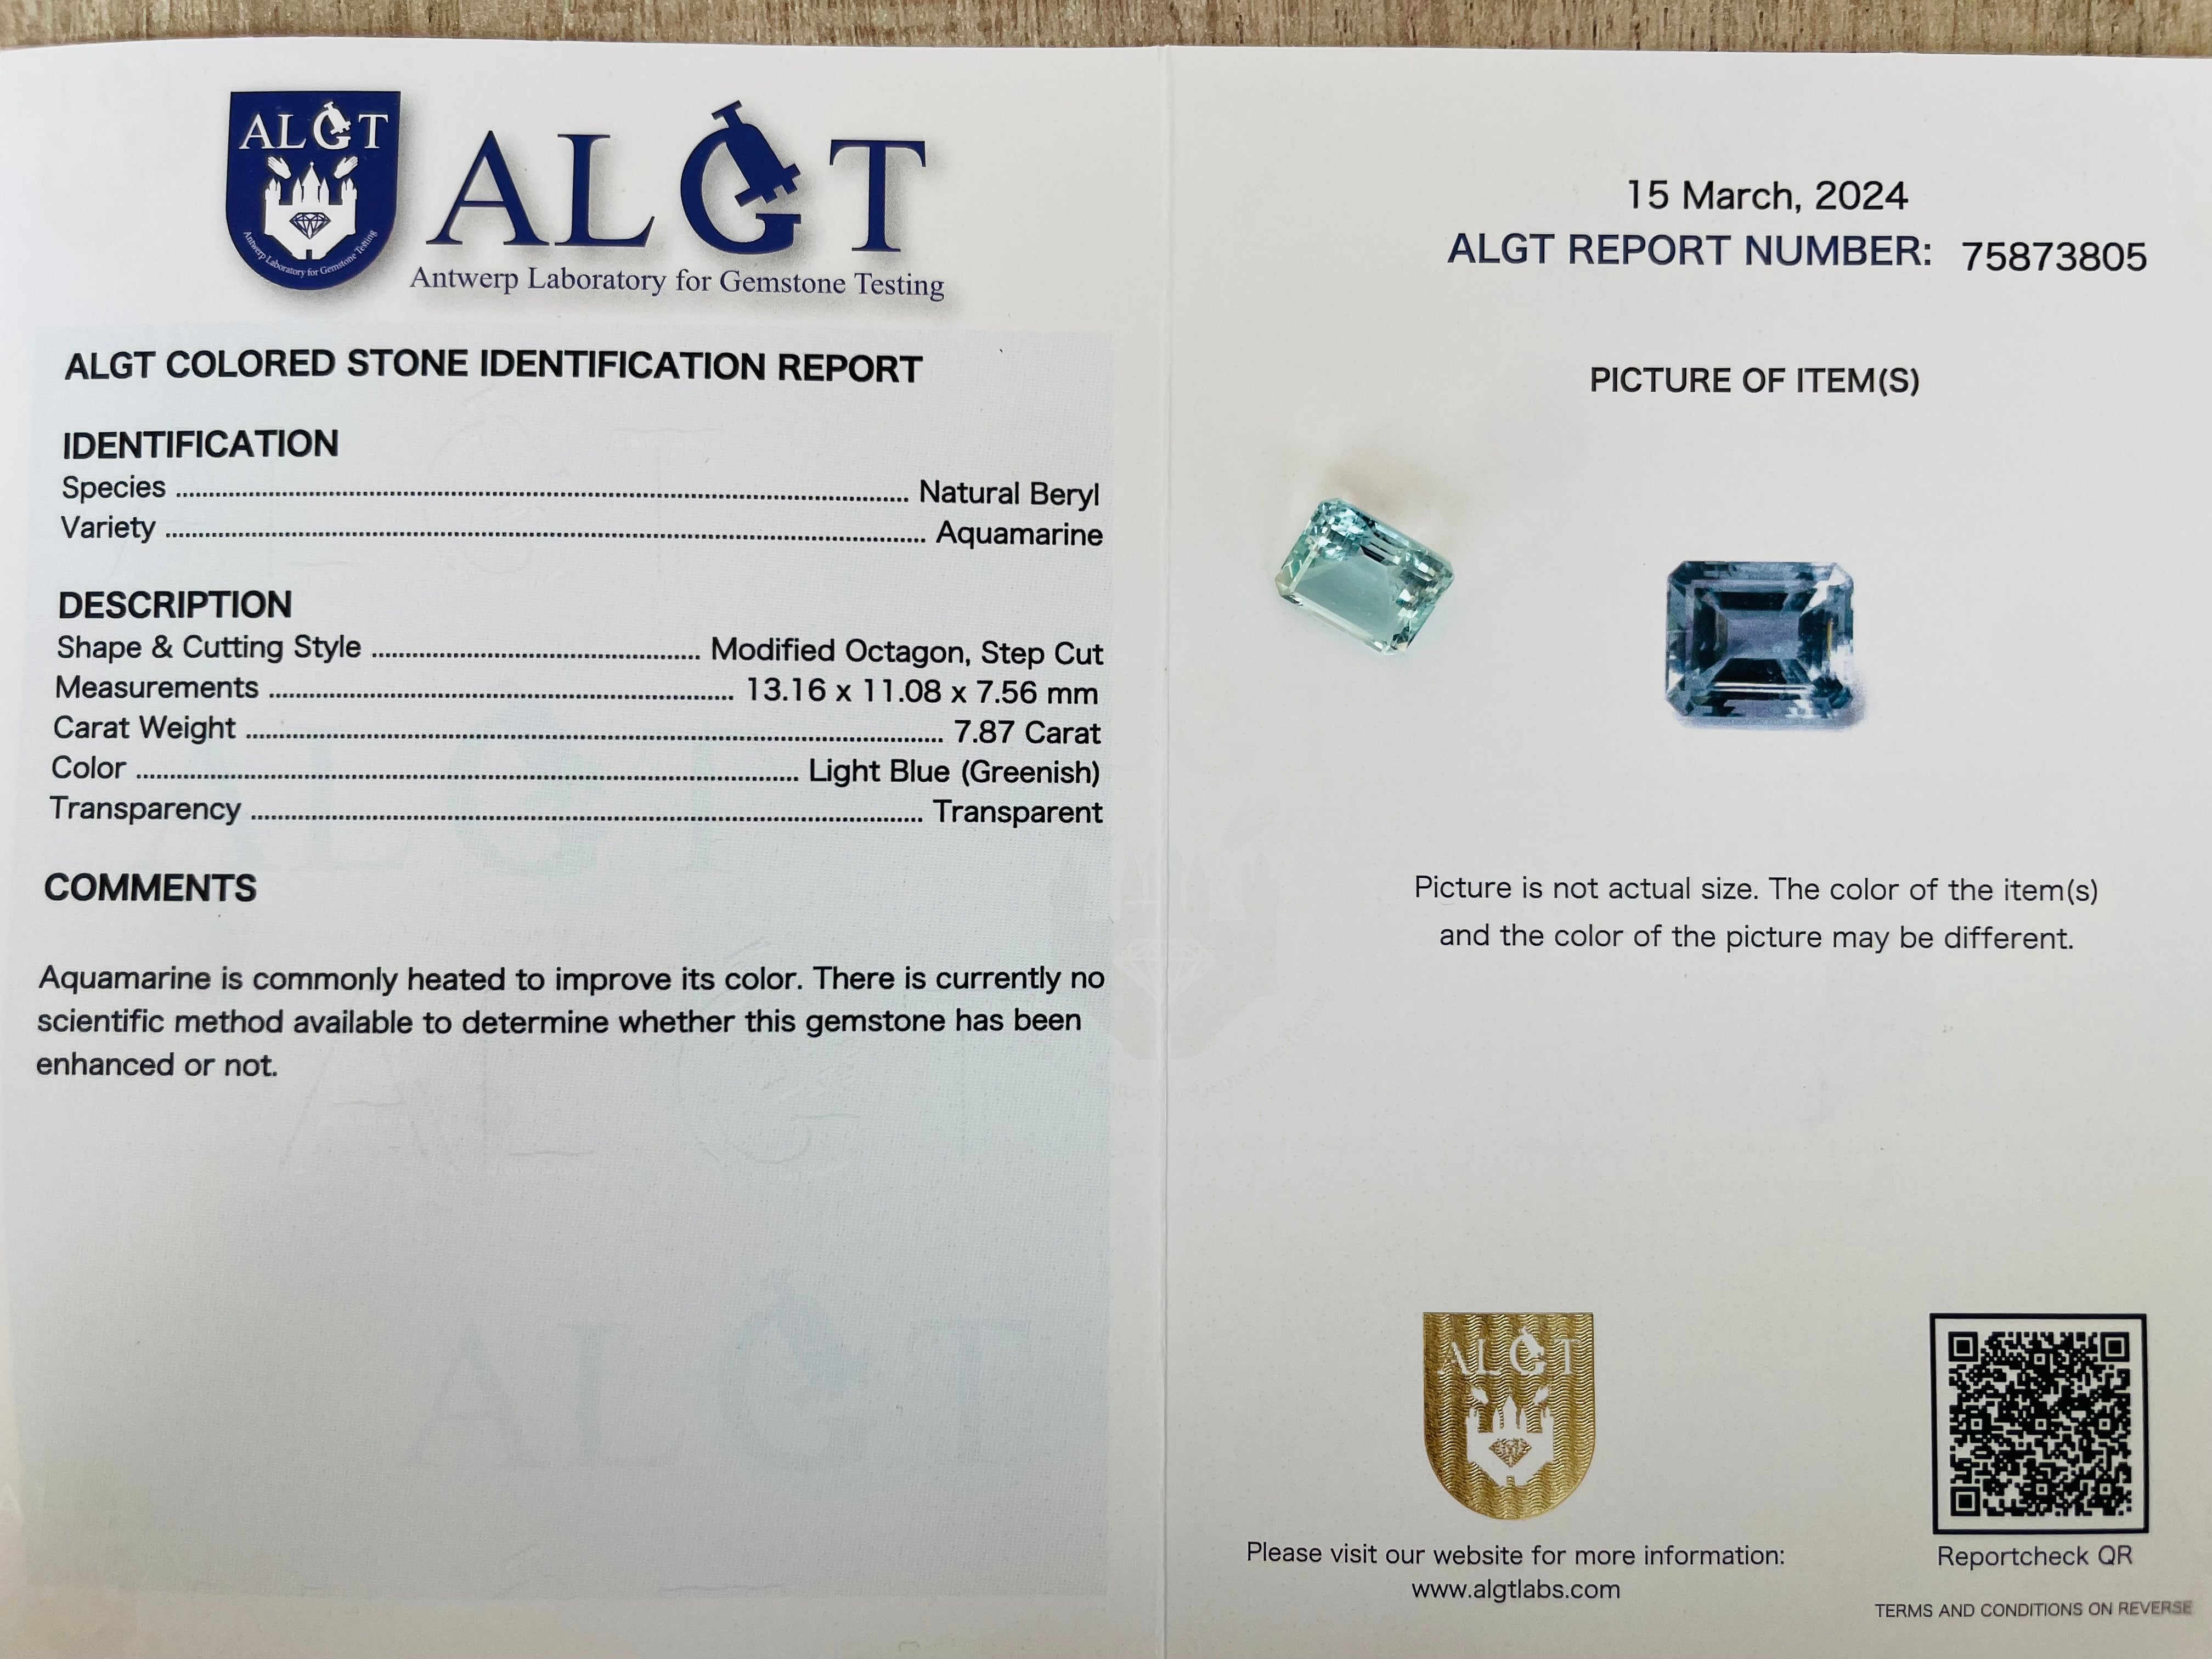 ALGT
Antwerp Laboratory for Gemstone Testing
ALGT
Antwerp Laboratory for Gemstone Testing
ALGT COLORED STONE IDENTIFICATION REPORT
IDENTIFICATION
Species ........ Natural Beryl
Variety ........ Aquamarine
DESCRIPTION
Shape & Cutting Style ........ Modified Octagon, Step Cut
Measurements ........ 13.16 x 11.08 x 7.56 mm
Carat Weight ........ 7.87 Carat
Color ........ Light Blue (Greenish)
Transparency ........ Transparent
COMMENTS
Aquamarine is commonly heated to improve its color. There is currently no
scientific method available to determine whether this gemstone has been
enhanced or not.
15 March, 2024
ALGT REPORT NUMBER: 75873805
PICTURE OF ITEM(S)
Picture is not actual size. The color of the item(s)
and the color of the picture may be different.
ALGT
Please visit our website for more information:
www.algtlabs.com
Reportcheck QR
TERMS AND CONDITIONS ON REVERSE